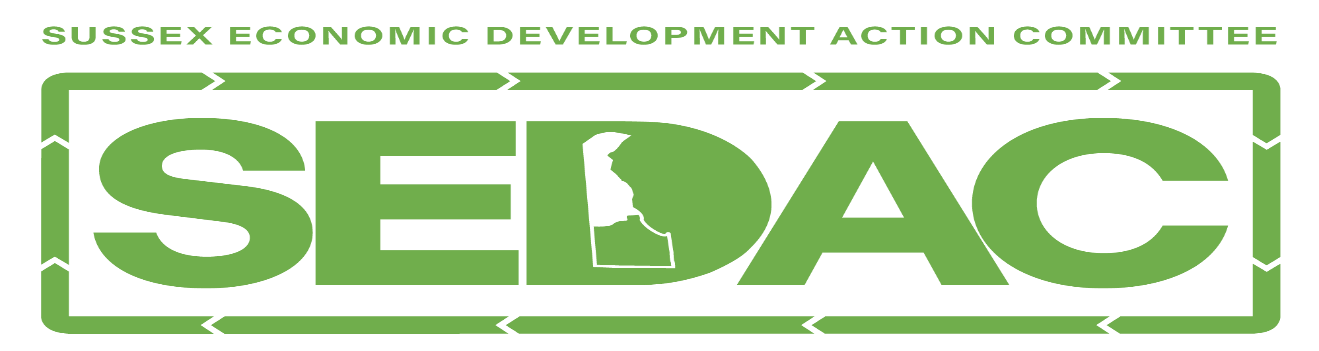 SUSSEX ECONOMIC DEVELOPMENT ACTION COMMITTEE
SEDAC